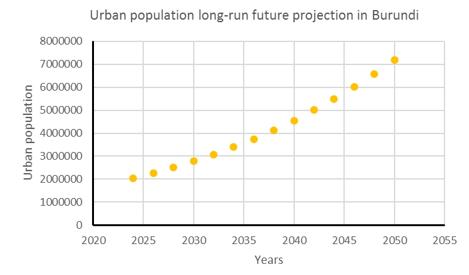 Urban population long-run future projection in Burundi
8000000
7000000
6000000
5000000
4000000
3000000
2000000
1000000
0
Urban population
2020 2025 2030 2035 2040 2045 2050 2055
Years